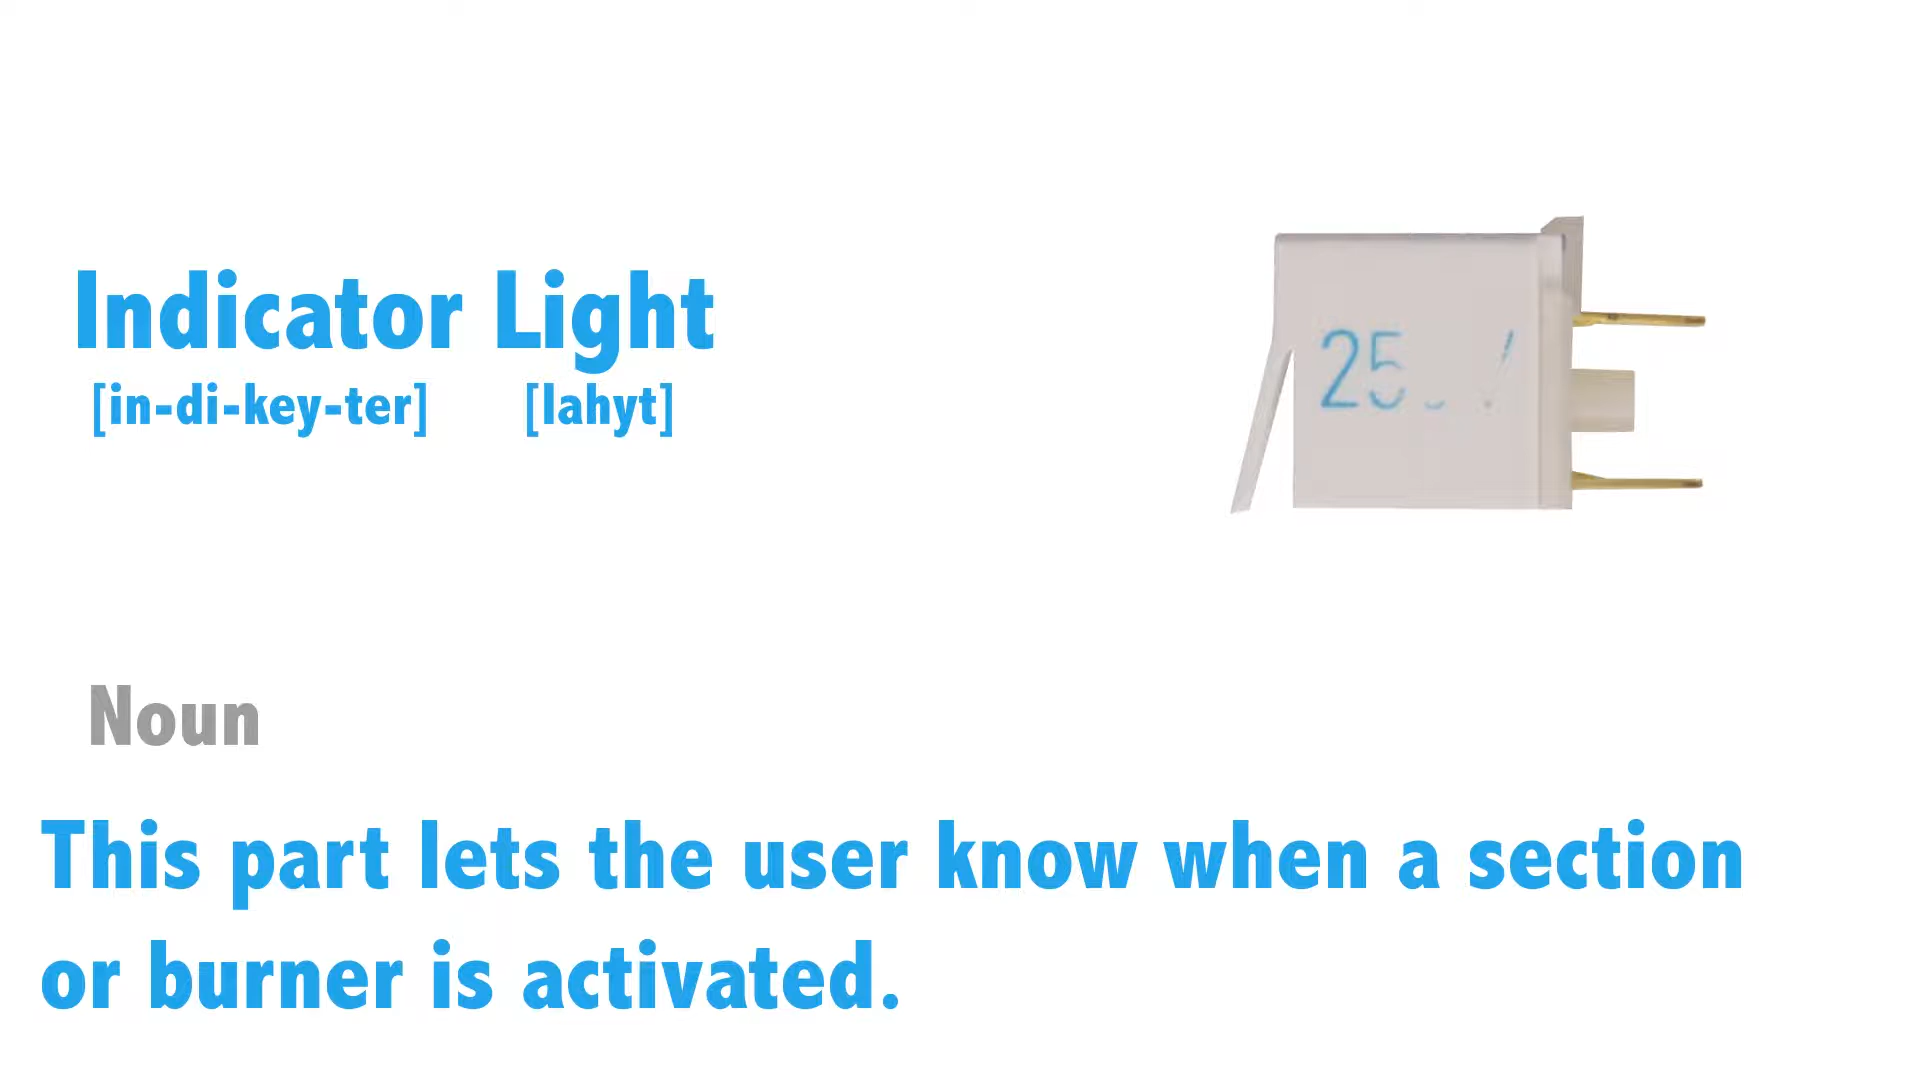 Indicator Light
[in-di-key-ter] [lahyt]
25
Noun
This part lets the user know when a section
or burner is activated.